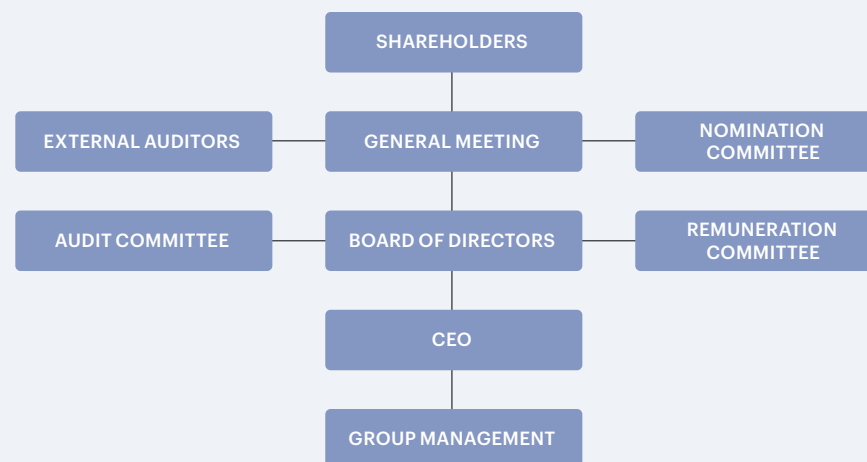 SHAREHOLDERS
EXTERNAL AUDITORS
GENERAL MEETING
NOMINATION
COMMITTEE
AUDIT COMMITTEE
BOARD OF DIRECTORS
REMUNERATION
COMMITTEE
CEO
GROUP MANAGEMENT